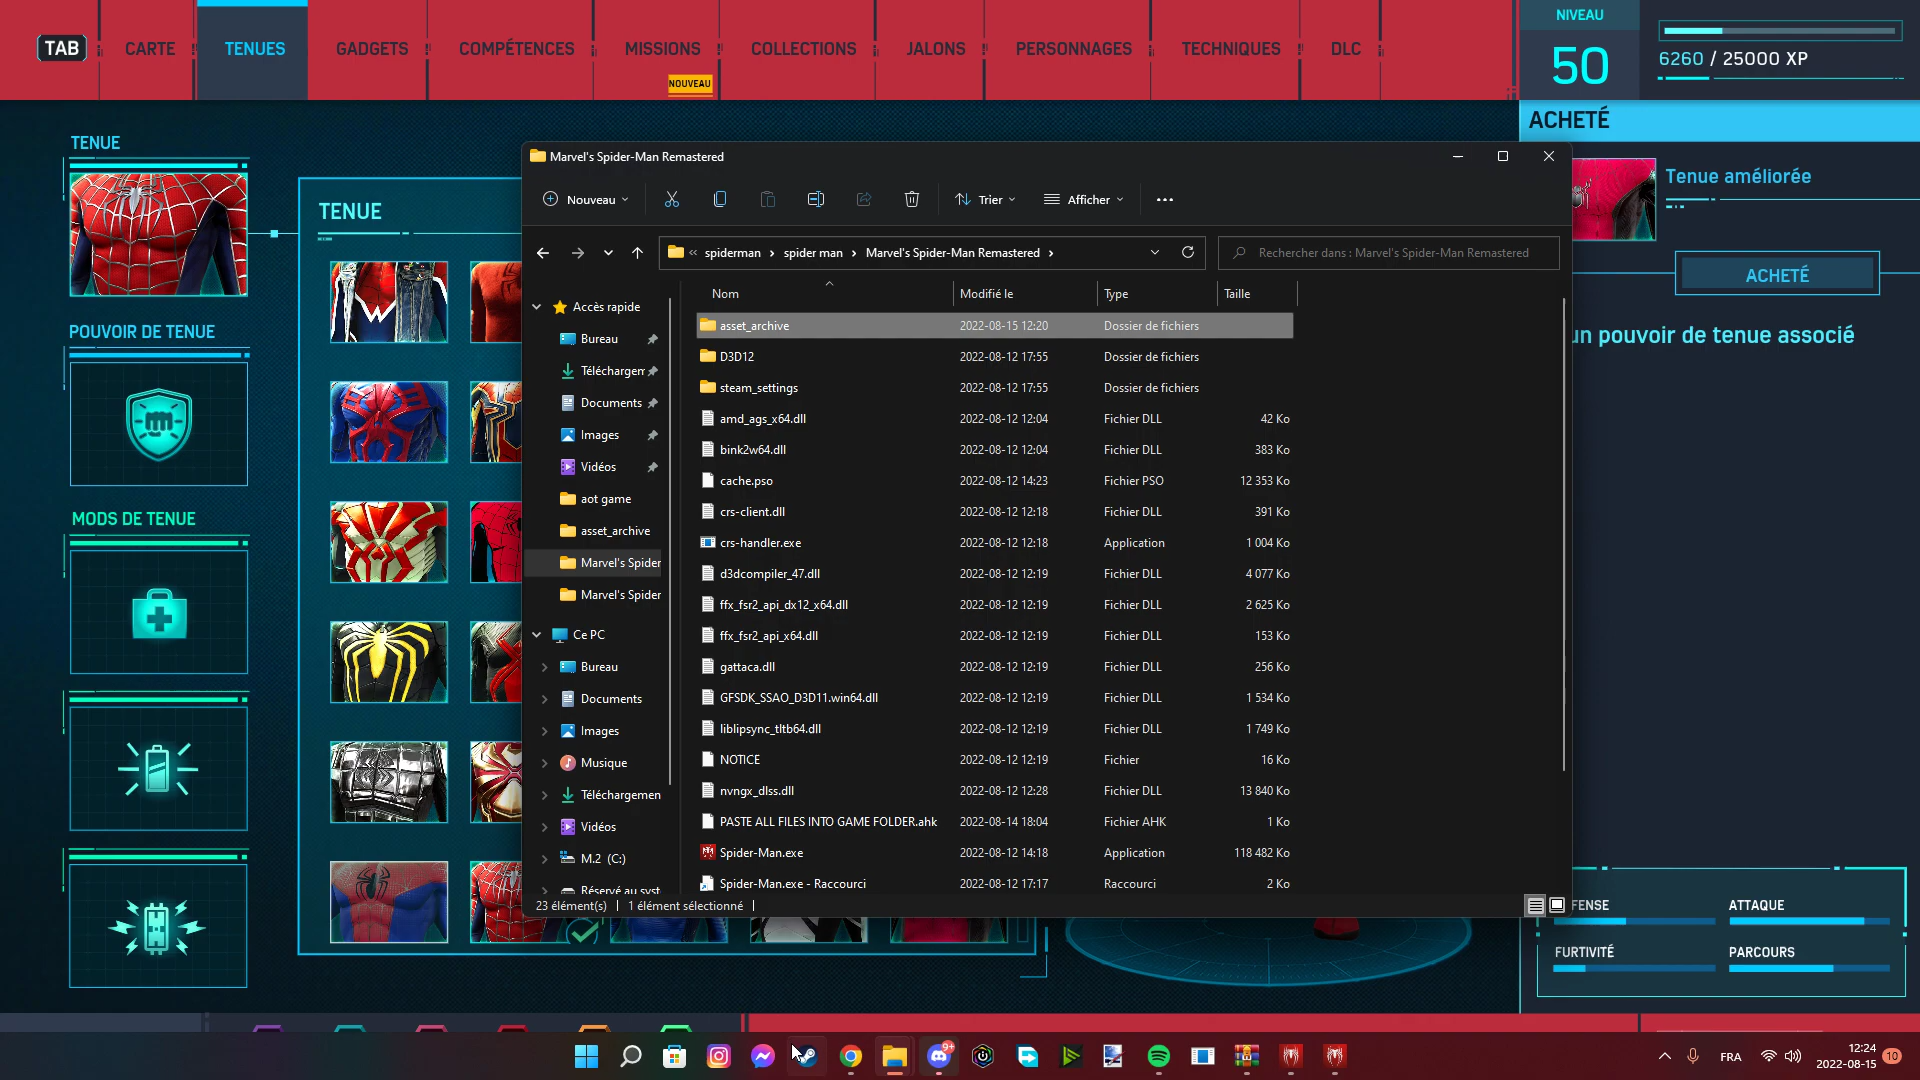 TAB
CARTE
TENUES
GADGETS
COMPÉTENCES
MISSIONS
NOUVEAU
COLLECTIONS
JALONS
PERSONNAGES
TECHNIQUES
DLC
NIVEAU
50
6260 / 25000 XP
ACHETÉ
Tenue améliorée
ACHETÉ
un pouvoir de tenue associé
TENUE
POUVOIR DE TENUE
MODS DE TENUE
TENUE
Marvel's Spider-Man Remastered
Nouveau
Trier
Afficher
« spiderman › spider man › Marvel's Spider-Man Remastered ›
Rechercher dans : Marvel's Spider-Man Remastered
Accès rapide
Bureau
Téléchargen
Documents
Images
Vidéos
aot game
asset_archive
Marvel's Spider
Marvel's Spider
Ce PC
Bureau
Documents
Images
Musique
Téléchargemen
Vidéos
M.2 (C:)
Réservé au syst
Nom Modifié le Type Taille
asset_archive 2022-08-15 12:20 Dossier de fichiers
D3D12 2022-08-12 17:55 Dossier de fichiers
steam_settings 2022-08-12 17:55 Dossier de fichiers
amd_ags_x64.dll 2022-08-12 12:04 Fichier DLL 42 Ko
bink2w64.dll 2022-08-12 12:04 Fichier DLL 383 Ko
cache.pso 2022-08-12 14:23 Fichier PSO 12 353 Ko
crs-client.dll 2022-08-12 12:18 Fichier DLL 391 Ko
crs-handler.exe 2022-08-12 12:18 Application 1 004 Ko
d3dcompiler_47.dll 2022-08-12 12:19 Fichier DLL 4 077 Ko
ffx_fsr2_api_dx12_x64.dll 2022-08-12 12:19 Fichier DLL 2 625 Ko
ffx_fsr2_api_x64.dll 2022-08-12 12:19 Fichier DLL 153 Ko
gattaca.dll 2022-08-12 12:19 Fichier DLL 256 Ko
GFSDK_SSAO_D3D11.win64.dll 2022-08-12 12:19 Fichier DLL 1 534 Ko
liblipsync_tltb64.dll 2022-08-12 12:19 Fichier DLL 1 749 Ko
NOTICE 2022-08-12 12:19 Fichier 16 Ko
nvngx_dlss.dll 2022-08-12 12:28 Fichier DLL 13 840 Ko
PASTE ALL FILES INTO GAME FOLDER.ahk 2022-08-14 18:04 Fichier AHK 1 Ko
Spider-Man.exe 2022-08-12 14:18 Application 118 482 Ko
Spider-Man.exe - Raccourci 2022-08-12 17:17 Raccourci 2 Ko
23 élément(s) 1 élément sélectionné
FENSE
ATTAQUE
FURTIVITÉ
PARCOURS
9+
FRA
12:24
2022-08-15
10